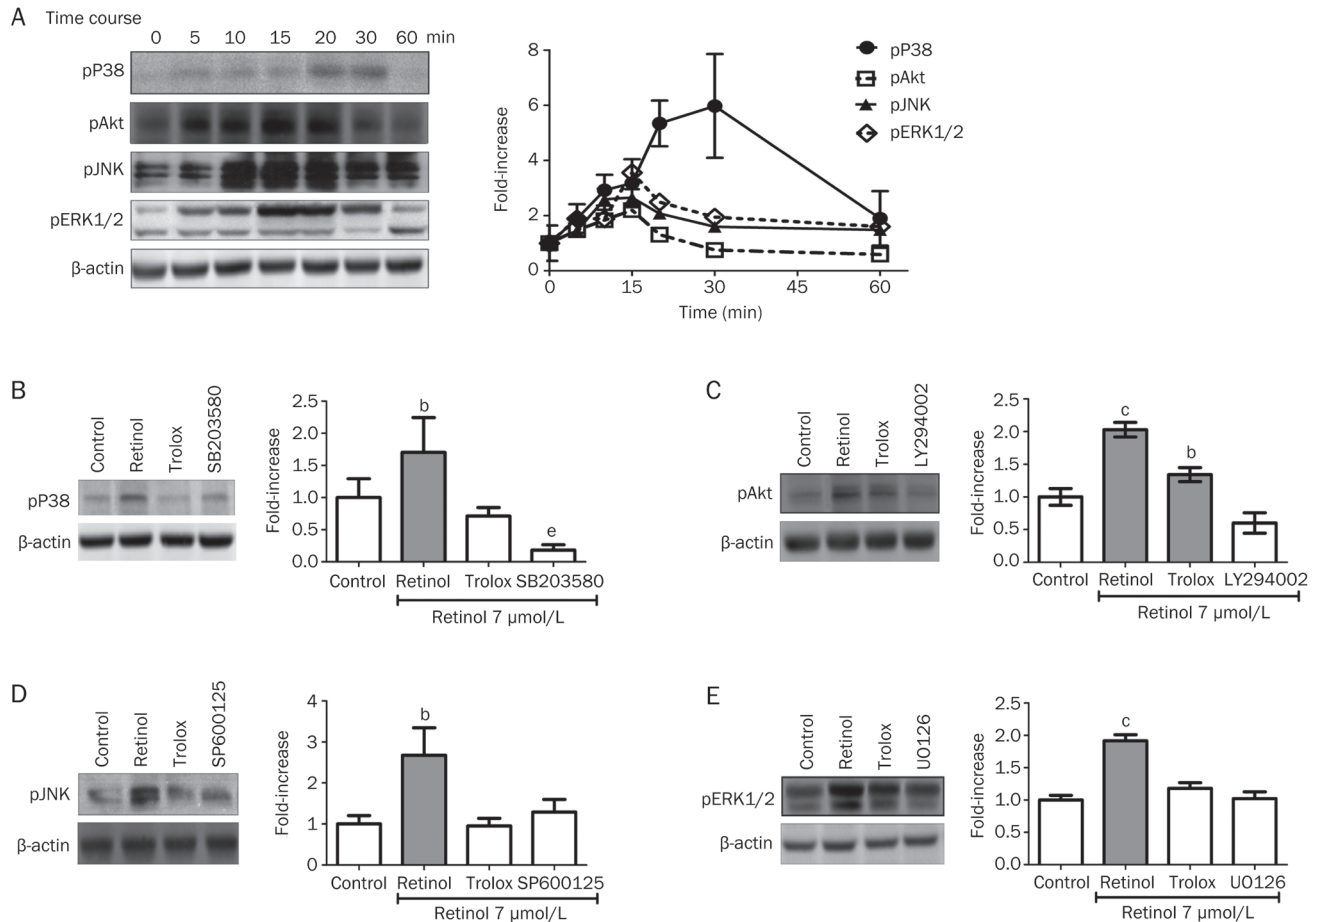 A Time course
0 5 10 15 20 30 60 min
pP38
pAkt
pJNK
pERK1/2
β-actin
8
6
4
2
0
Fold-increase
0 15 30 45 60
Time (min)
pP38
pAkt
pJNK
pERK1/2
B
Control Retinol Trolox SB203580
pP38
β-actin
2.5
2.0
1.5
1.0
0.5
0.0
Fold-increase
b
e
Control Retinol Trolox SB203580
Retinol 7 µmol/L
C
Control Retinol Trolox LY294002
pAkt
β-actin
2.5
2.0
1.5
1.0
0.5
0.0
Fold-increase
c
b
Control Retinol Trolox LY294002
Retinol 7 µmol/L
D
Control Retinol Trolox SP600125
pJNK
β-actin
4
3
2
1
0
Fold-increase
b
Control Retinol Trolox SP600125
Retinol 7 µmol/L
E
Control Retinol Trolox UO126
pERK1/2
β-actin
2.5
2.0
1.5
1.0
0.5
0.0
Fold-increase
c
Control Retinol Trolox UO126
Retinol 7 µmol/L